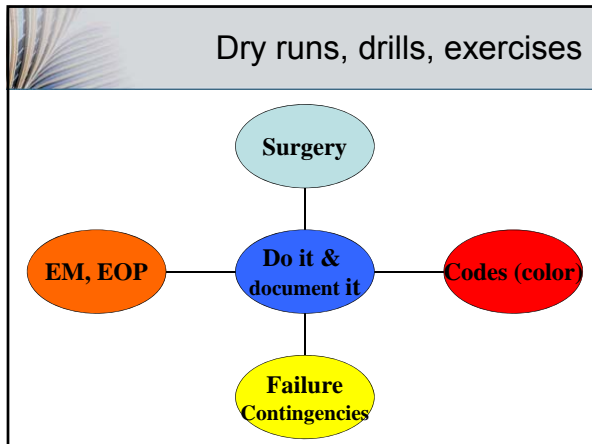 Dry runs, drills, exercises
Surgery
EM, EOP
Do it &
document it
Codes (color)
Failure
Contingencies